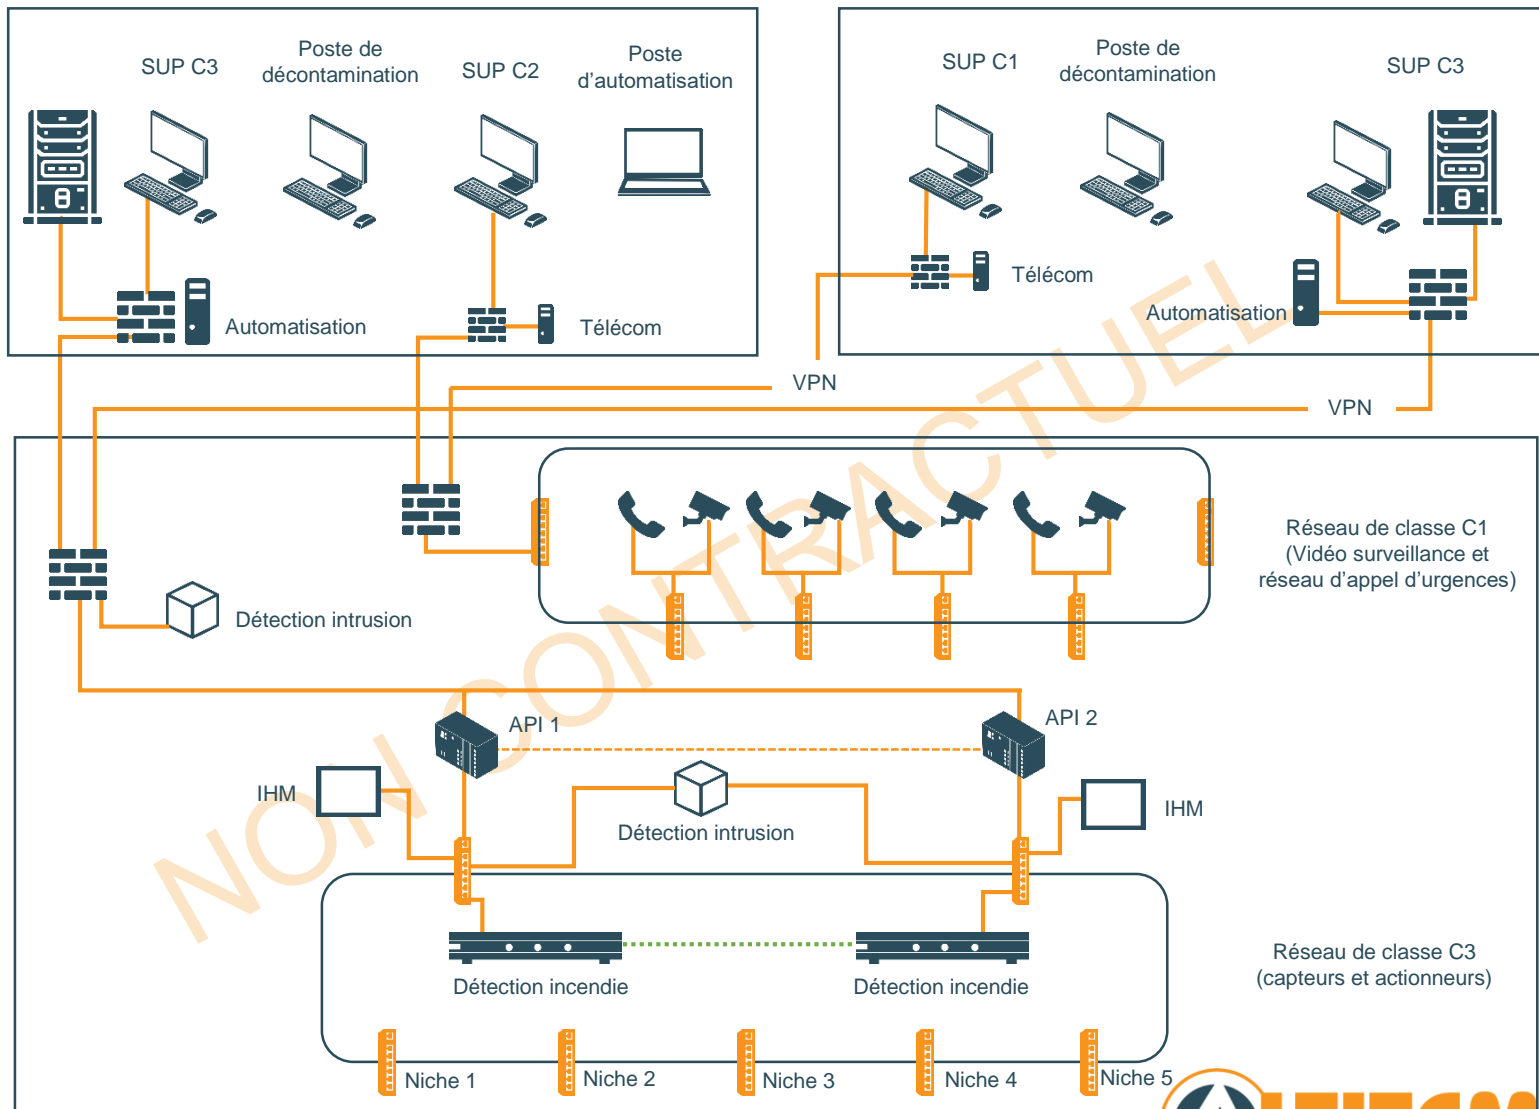 SUP C3
Poste de
décontamination
SUP C2
Poste
d'automatisation
SUP C1
Poste de
décontamination
SUP C3
Automatisation
Télécom
Télécom
Automatisation
VPN
VPN
NON CONTRACTUEL
Réseau de classe C1
(Vidéo surveillance et
réseau d'appel d'urgences)
Détection intrusion
API 1
API 2
IHM
Détection intrusion
IHM
Détection incendie
Détection incendie
Réseau de classe C3
(capteurs et actionneurs)
Niche 1
Niche 2
Niche 3
Niche 4
Niche 5